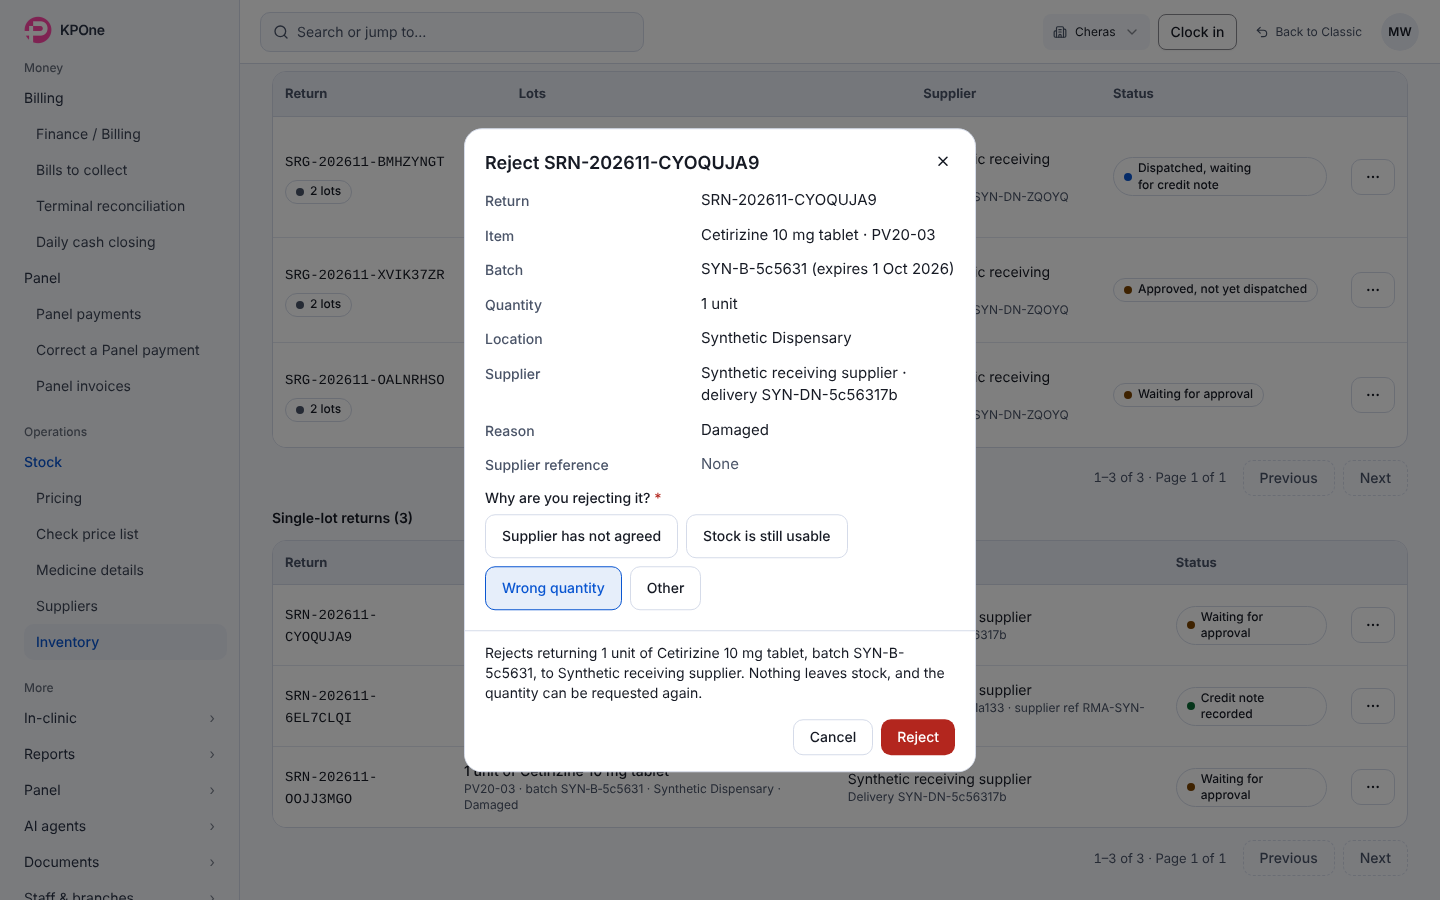 KPOne
Search or jump to...
Cheras
Clock in
Back to Classic
MW
Money
Billing
Finance / Billing
Bills to collect
Terminal reconciliation
Daily cash closing
Panel
Panel payments
Correct a Panel payment
Panel invoices
Operations
Stock
Pricing
Check price list
Medicine details
Suppliers
Inventory
More
In-clinic
Reports
Panel
AI agents
Documents
Staff & branches
Return Lots Supplier Status
SRG-202611-BMHZYNGT
2 lots
c receiving
SYN-DN-ZQOYQ
Dispatched, waiting
for credit note
SRG-202611-XVIK37ZR
2 lots
c receiving
SYN-DN-ZQOYQ
Approved, not yet dispatched
SRG-202611-OALNRHSO
2 lots
c receiving
SYN-DN-ZQOYQ
Waiting for approval
1–3 of 3 · Page 1 of 1
Previous
Next
Single-lot returns (3)
Return Status
SRN-202611-
CYOQUJA9
supplier
6317b
Waiting for
approval
SRN-202611-
6EL7CLQI
supplier
la133 · supplier ref RMA-SYN-
Credit note
recorded
SRN-202611-
OOJJ3MGO
1 unit of Cetirizine 10 mg tablet
PV20-03 · batch SYN-B-5c5631 · Synthetic Dispensary ·
Damaged
Synthetic receiving supplier
Delivery SYN-DN-5c56317b
Waiting for
approval
1–3 of 3 · Page 1 of 1
Previous
Next
Reject SRN-202611-CYOQUJA9
Return SRN-202611-CYOQUJA9
Item Cetirizine 10 mg tablet · PV20-03
Batch SYN-B-5c5631 (expires 1 Oct 2026)
Quantity 1 unit
Location Synthetic Dispensary
Supplier Synthetic receiving supplier ·
delivery SYN-DN-5c56317b
Reason Damaged
Supplier reference None
Why are you rejecting it? *
Supplier has not agreed
Stock is still usable
Wrong quantity
Other
Rejects returning 1 unit of Cetirizine 10 mg tablet, batch SYN-B-
5c5631, to Synthetic receiving supplier. Nothing leaves stock, and the
quantity can be requested again.
Cancel
Reject